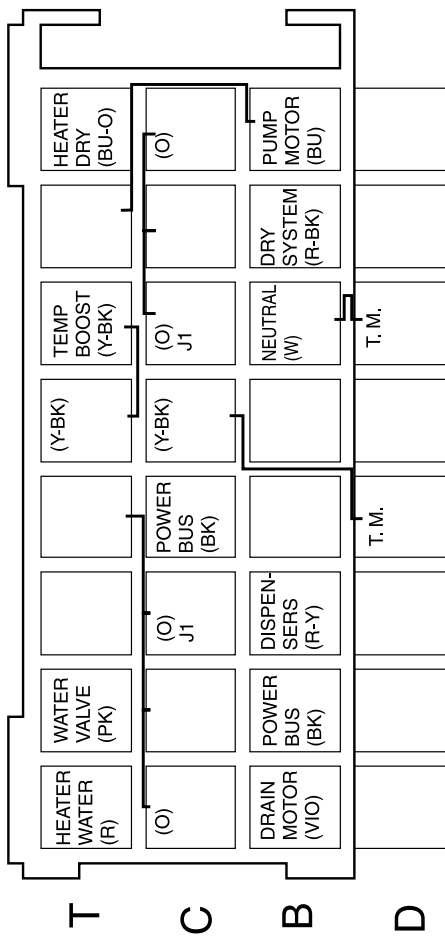 T
HEATER
WATER
(R)
WATER
VALVE
(PK)
(Y-BK)
TEMP
BOOST
(Y-BK)
HEATER
DRY
(BU-O)
C
(O)
(O)
J1
POWER
BUS
(BK)
(Y-BK)
(O)
J1
(O)
B
DRAIN
MOTOR
(VIO)
POWER
BUS
(BK)
DISPEN-
SERS
(R-Y)
NEUTRAL
(W)
DRY
SYSTEM
(R-BK)
PUMP
MOTOR
(BU)
D
T. M.
T. M.